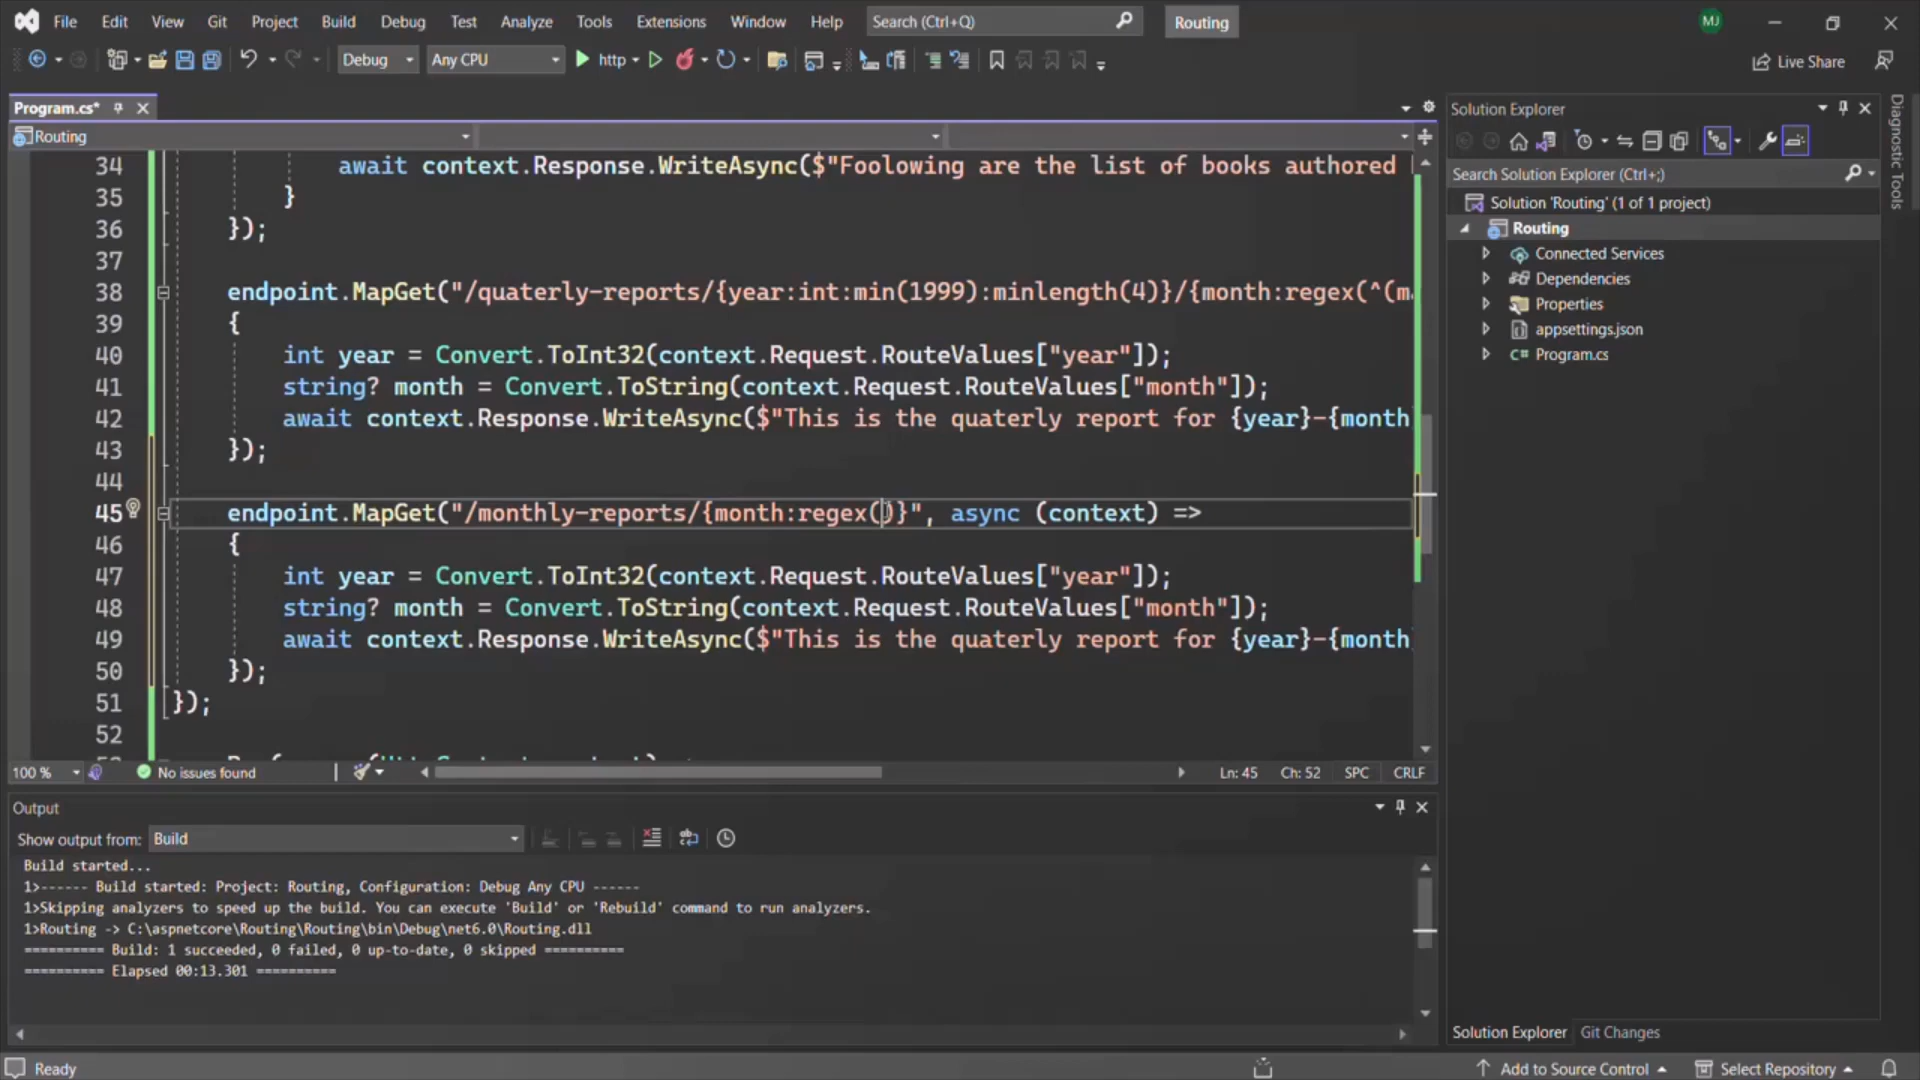 File Edit View Git Project Build Debug Test Analyze Tools Extensions Window Help Search (Ctrl+Q) Routing MJ
Debug Any CPU http Live Share
Program.cs*
Routing
34 await context.Response.WriteAsync($"Foolowing are the list of books authored
35 }
36 });
37
38 endpoint.MapGet("/quaterly-reports/{year:int:min(1999):minlength(4)}/{month:regex(^(m
39 {
40 int year = Convert.ToInt32(context.Request.RouteValues["year"]);
41 string? month = Convert.ToString(context.Request.RouteValues["month"]);
42 await context.Response.WriteAsync($"This is the quaterly report for {year}-{month
43 });
44
45 endpoint.MapGet("/monthly-reports/{month:regex()}", async (context) =>
46 {
47 int year = Convert.ToInt32(context.Request.RouteValues["year"]);
48 string? month = Convert.ToString(context.Request.RouteValues["month"]);
49 await context.Response.WriteAsync($"This is the quaterly report for {year}-{month
50 });
51 });
52
100 % No issues found Ln: 45 Ch: 52 SPC CRLF
Output
Show output from: Build
Build started...
1>------ Build started: Project: Routing, Configuration: Debug Any CPU ------
1>Skipping analyzers to speed up the build. You can execute 'Build' or 'Rebuild' command to run analyzers.
1>Routing -> C:\aspnetcore\Routing\Routing\bin\Debug\net6.0\Routing.dll
========== Build: 1 succeeded, 0 failed, 0 up-to-date, 0 skipped ==========
========== Elapsed 00:13.301 ==========
Solution Explorer
Search Solution Explorer (Ctrl+;)
Solution 'Routing' (1 of 1 project)
Routing
Connected Services
Dependencies
Properties
appsettings.json
C# Program.cs
Solution Explorer Git Changes
Diagnostic Tools
Ready Add to Source Control Select Repository